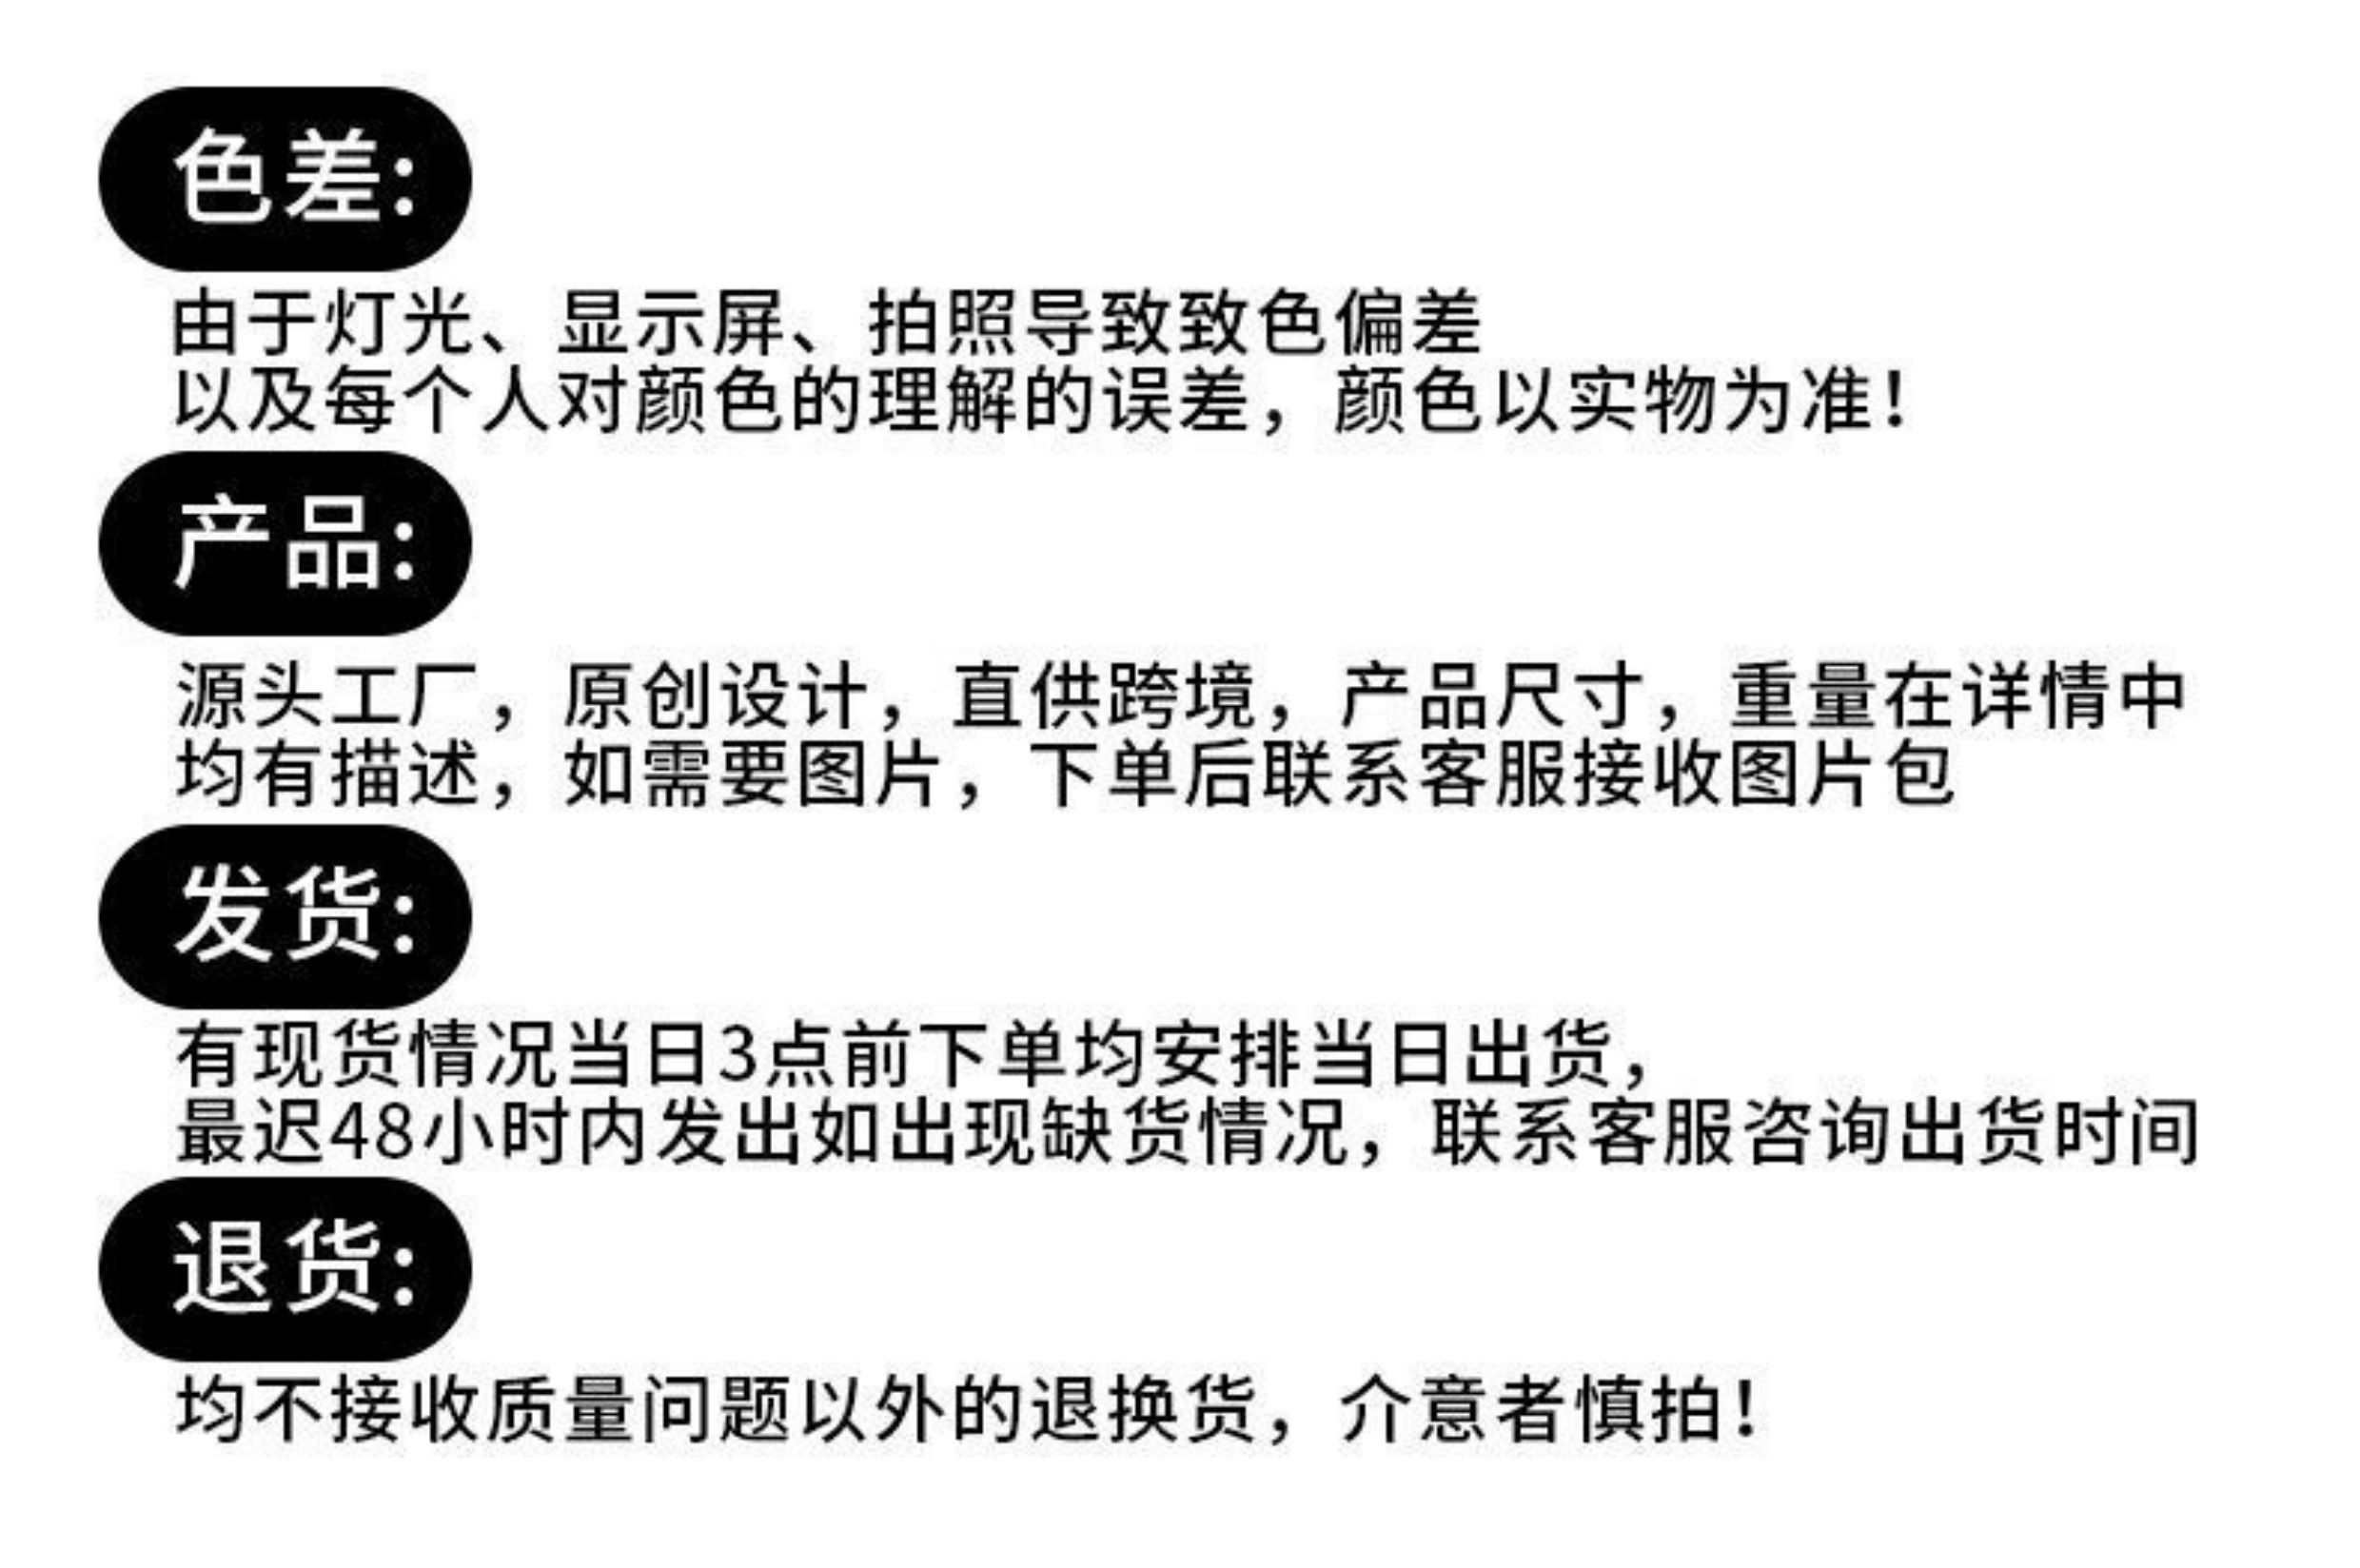 色差:
由于灯光、显示屏、拍照导致致色偏差
以及每个人对颜色的理解的误差，颜色以实物为准！
产品:
源头工厂，原创设计，直供跨境，产品尺寸，重量在详情中
均有描述，如需要图片，下单后联系客服接收图片包
发货:
有现货情况当日3点前下单均安排当日出货，
最迟48小时内发出如出现缺货情况，联系客服咨询出货时间
退货:
均不接收质量问题以外的退换货，介意者慎拍！